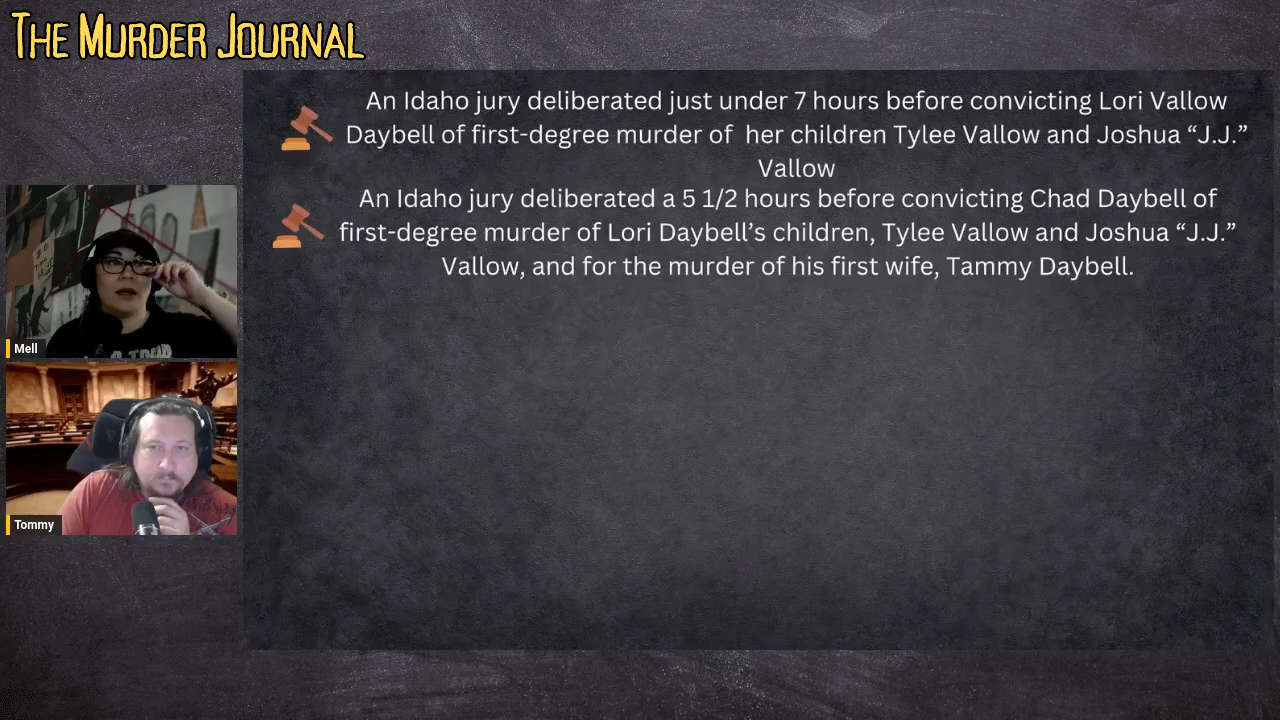 THE MURDER JOURNAL
An Idaho jury deliberated just under 7 hours before convicting Lori Vallow
Daybell of first-degree murder of her children Tylee Vallow and Joshua “J.J.”
Vallow
An Idaho jury deliberated a 5 1/2 hours before convicting Chad Daybell of
first-degree murder of Lori Daybell’s children, Tylee Vallow and Joshua “J.J.”
Vallow, and for the murder of his first wife, Tammy Daybell.
Mell
Tommy